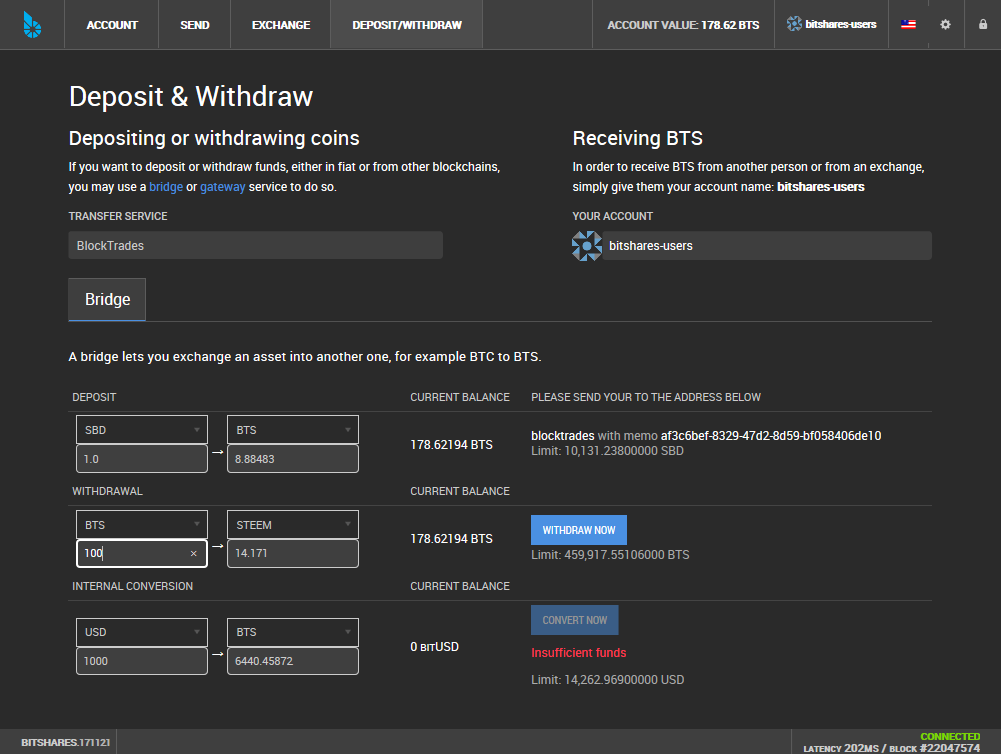 ACCOUNT SEND EXCHANGE DEPOSIT/WITHDRAW ACCOUNT VALUE: 178.62 BTS bitshares-users
Deposit & Withdraw
Depositing or withdrawing coins
If you want to deposit or withdraw funds, either in fiat or from other blockchains,
you may use a bridge or gateway service to do so.
TRANSFER SERVICE
BlockTrades
Receiving BTS
In order to receive BTS from another person or from an exchange,
simply give them your account name: bitshares-users
YOUR ACCOUNT
bitshares-users
Bridge
A bridge lets you exchange an asset into another one, for example BTC to BTS.
DEPOSIT CURRENT BALANCE PLEASE SEND YOUR TO THE ADDRESS BELOW
SBD BTS
1.0 → 8.88483
178.62194 BTS
blocktrades with memo af3c6bef-8329-47d2-8d59-bf058406de10
Limit: 10,131.23800000 SBD
WITHDRAWAL CURRENT BALANCE
BTS STEEM
100 × → 14.171
178.62194 BTS
WITHDRAW NOW
Limit: 459,917.55106000 BTS
INTERNAL CONVERSION CURRENT BALANCE
USD BTS
1000 → 6440.45872
0 BITUSD
CONVERT NOW
Insufficient funds
Limit: 14,262.96900000 USD
BITSHARES.171121
CONNECTED
LATENCY 202MS / BLOCK #22047574